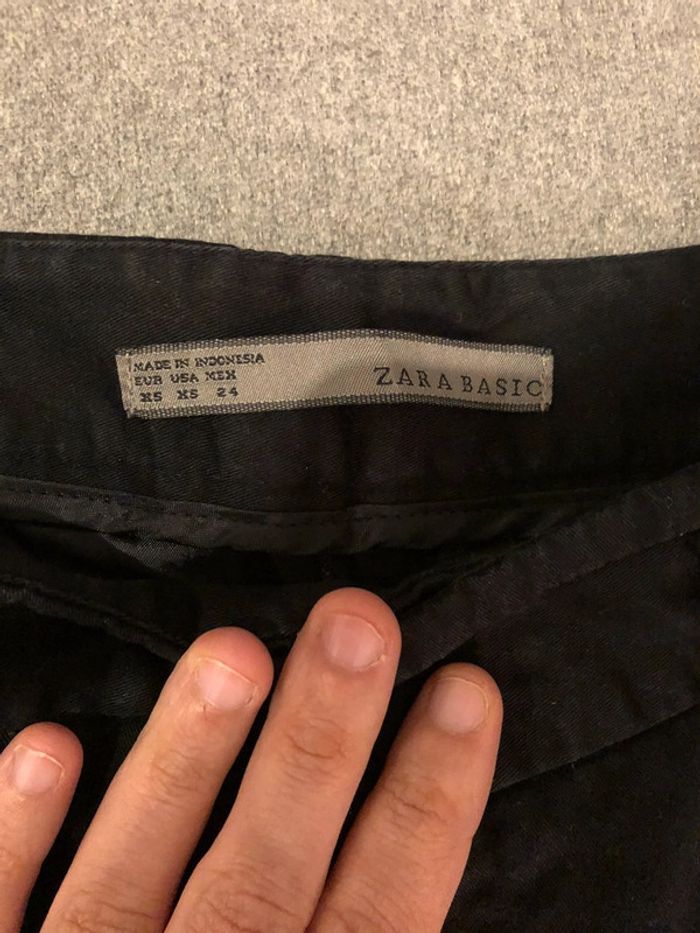 MADE IN INDONESIA
EUR USA MEX
XS XS 24
ZARA BASIC